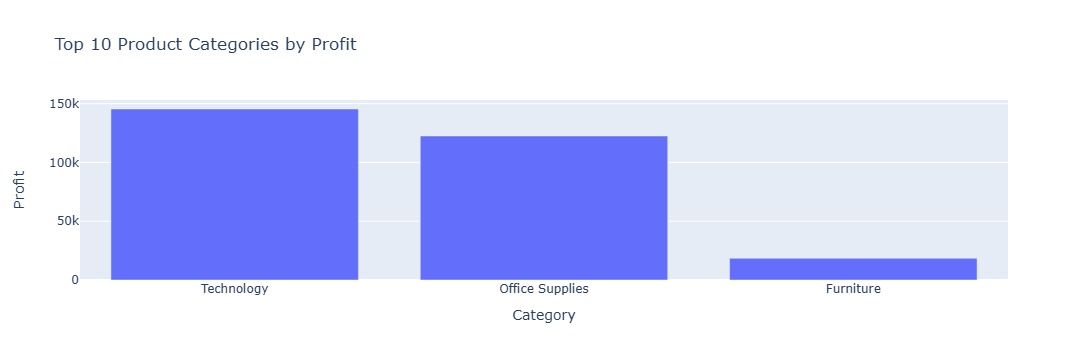 Top 10 Product Categories by Profit
Profit
150k
100k
50k
0
Technology
Office Supplies
Furniture
Category